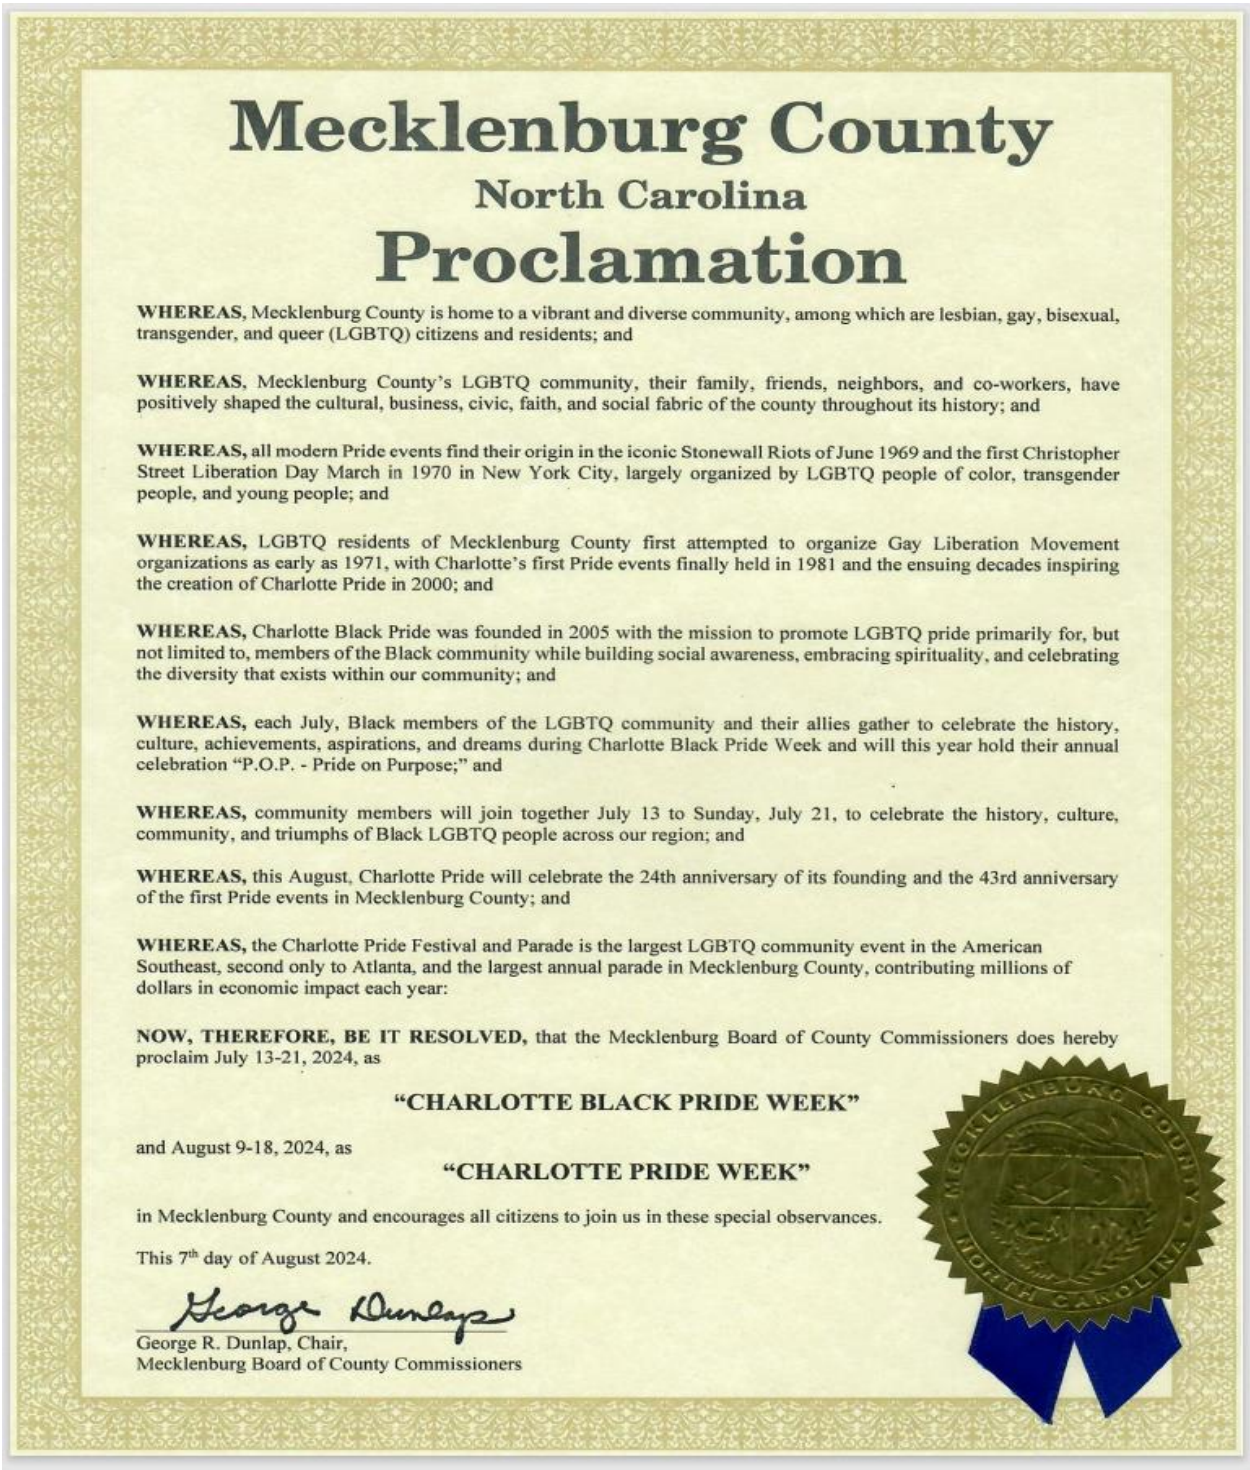 Mecklenburg County
North Carolina
Proclamation
WHEREAS, Mecklenburg County is home to a vibrant and diverse community, among which are lesbian, gay, bisexual,
transgender, and queer (LGBTQ) citizens and residents; and
WHEREAS, Mecklenburg County's LGBTQ community, their family, friends, neighbors, and co-workers, have
positively shaped the cultural, business, civic, faith, and social fabric of the county throughout its history; and
WHEREAS, all modern Pride events find their origin in the iconic Stonewall Riots of June 1969 and the first Christopher
Street Liberation Day March in 1970 in New York City, largely organized by LGBTQ people of color, transgender
people, and young people; and
WHEREAS, LGBTQ residents of Mecklenburg County first attempted to organize Gay Liberation Movement
organizations as early as 1971, with Charlotte's first Pride events finally held in 1981 and the ensuing decades inspiring
the creation of Charlotte Pride in 2000; and
WHEREAS, Charlotte Black Pride was founded in 2005 with the mission to promote LGBTQ pride primarily for, but
not limited to, members of the Black community while building social awareness, embracing spirituality, and celebrating
the diversity that exists within our community; and
WHEREAS, each July, Black members of the LGBTQ community and their allies gather to celebrate the history,
culture, achievements, aspirations, and dreams during Charlotte Black Pride Week and will this year hold their annual
celebration “P.O.P. - Pride on Purpose;” and
WHEREAS, community members will join together July 13 to Sunday, July 21, to celebrate the history, culture,
community, and triumphs of Black LGBTQ people across our region; and
WHEREAS, this August, Charlotte Pride will celebrate the 24th anniversary of its founding and the 43rd anniversary
of the first Pride events in Mecklenburg County; and
WHEREAS, the Charlotte Pride Festival and Parade is the largest LGBTQ community event in the American
Southeast, second only to Atlanta, and the largest annual parade in Mecklenburg County, contributing millions of
dollars in economic impact each year:
NOW, THEREFORE, BE IT RESOLVED, that the Mecklenburg Board of County Commissioners does hereby
proclaim July 13-21, 2024, as
“CHARLOTTE BLACK PRIDE WEEK”
and August 9-18, 2024, as
“CHARLOTTE PRIDE WEEK”
in Mecklenburg County and encourages all citizens to join us in these special observances.
This 7th day of August 2024.
George Dunlap
George R. Dunlap, Chair,
Mecklenburg Board of County Commissioners
MECKLENBURG COUNTY
NORTH CAROLINA